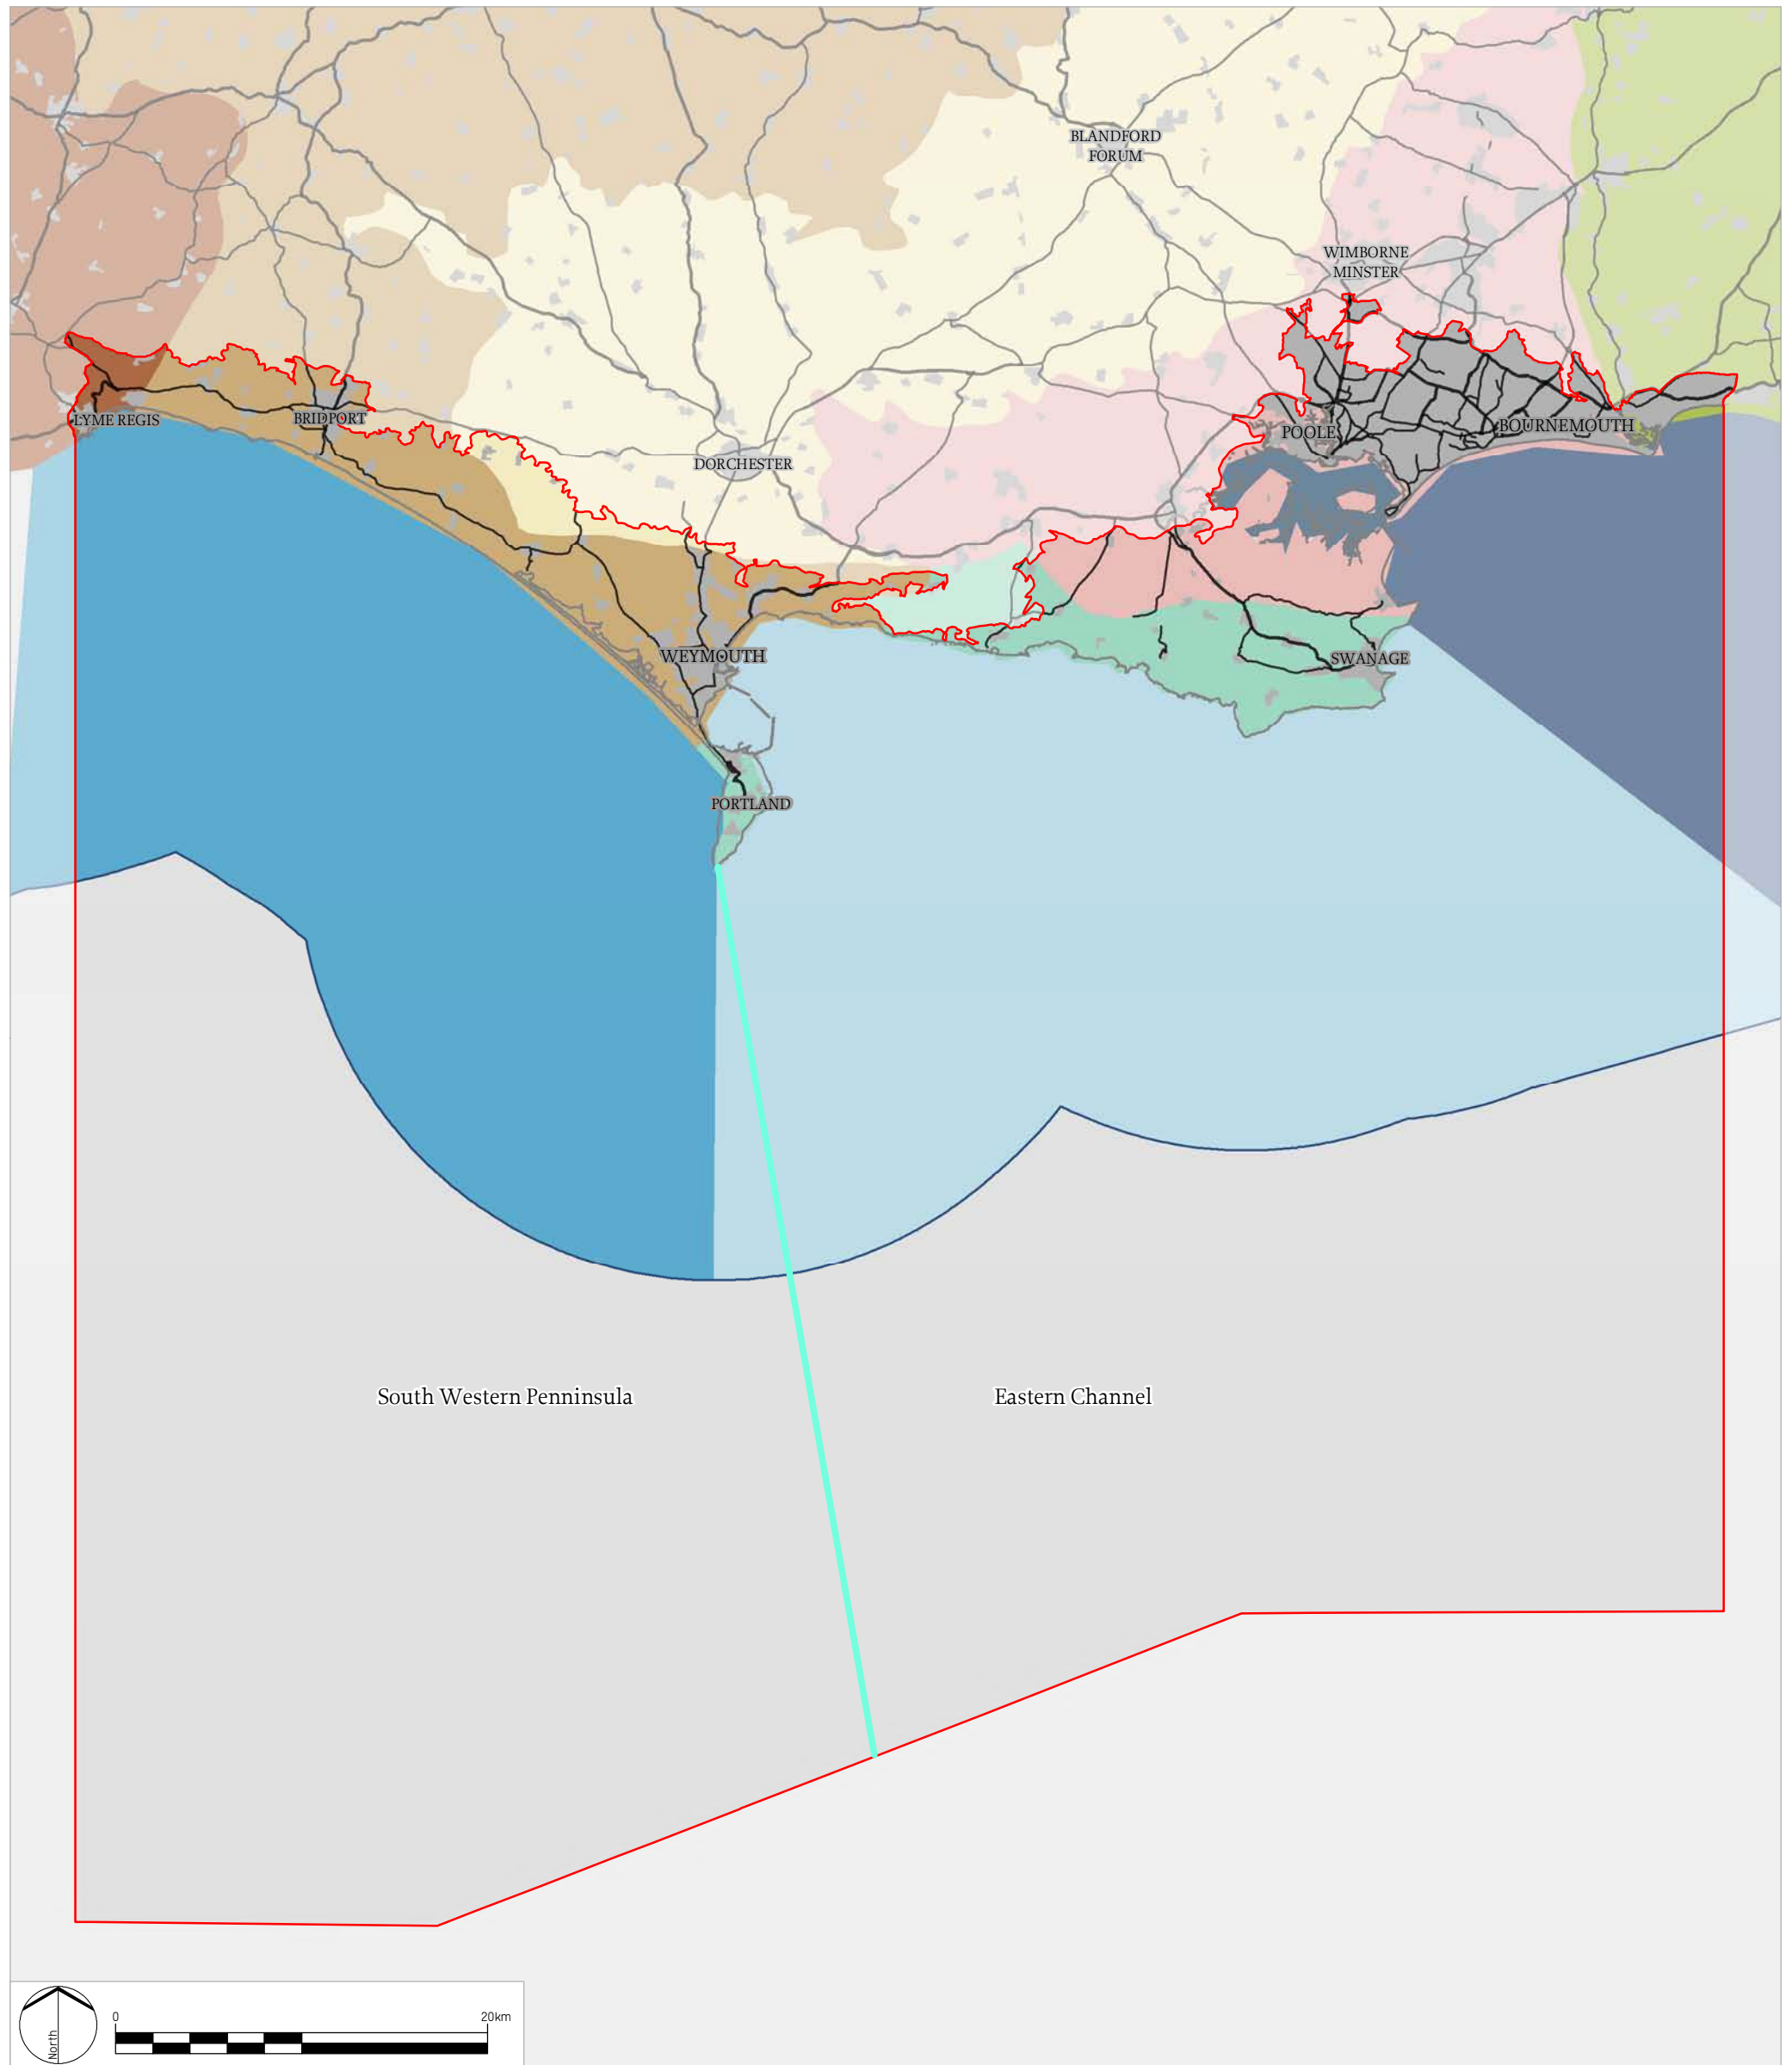 BLANDFORD
FORUM
WIMBORNE
MINSTER
LYME REGIS
BRIDPORT
POOLE
BOURNEMOUTH
DORCHESTER
WEYMOUTH
SWANAGE
PORTLAND
South Western Penninsula
Eastern Channel
North
0
20km